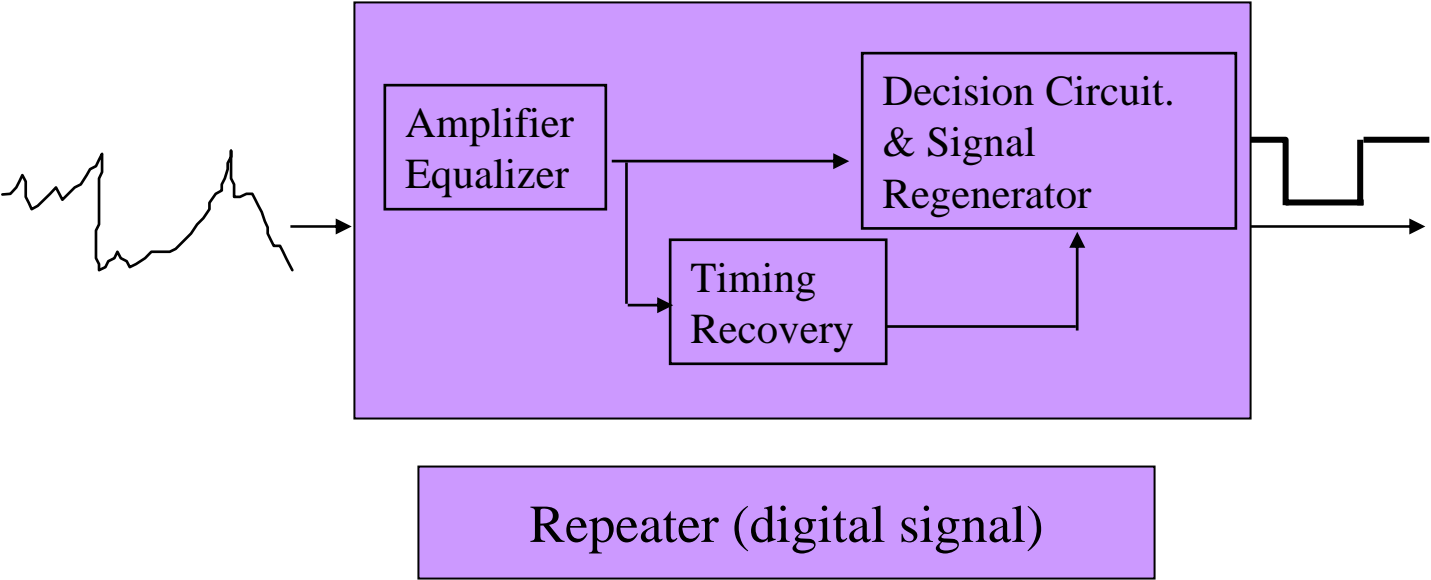 Amplifier
Equalizer
Decision Circuit.
& Signal
Regenerator
Timing
Recovery
Repeater (digital signal)